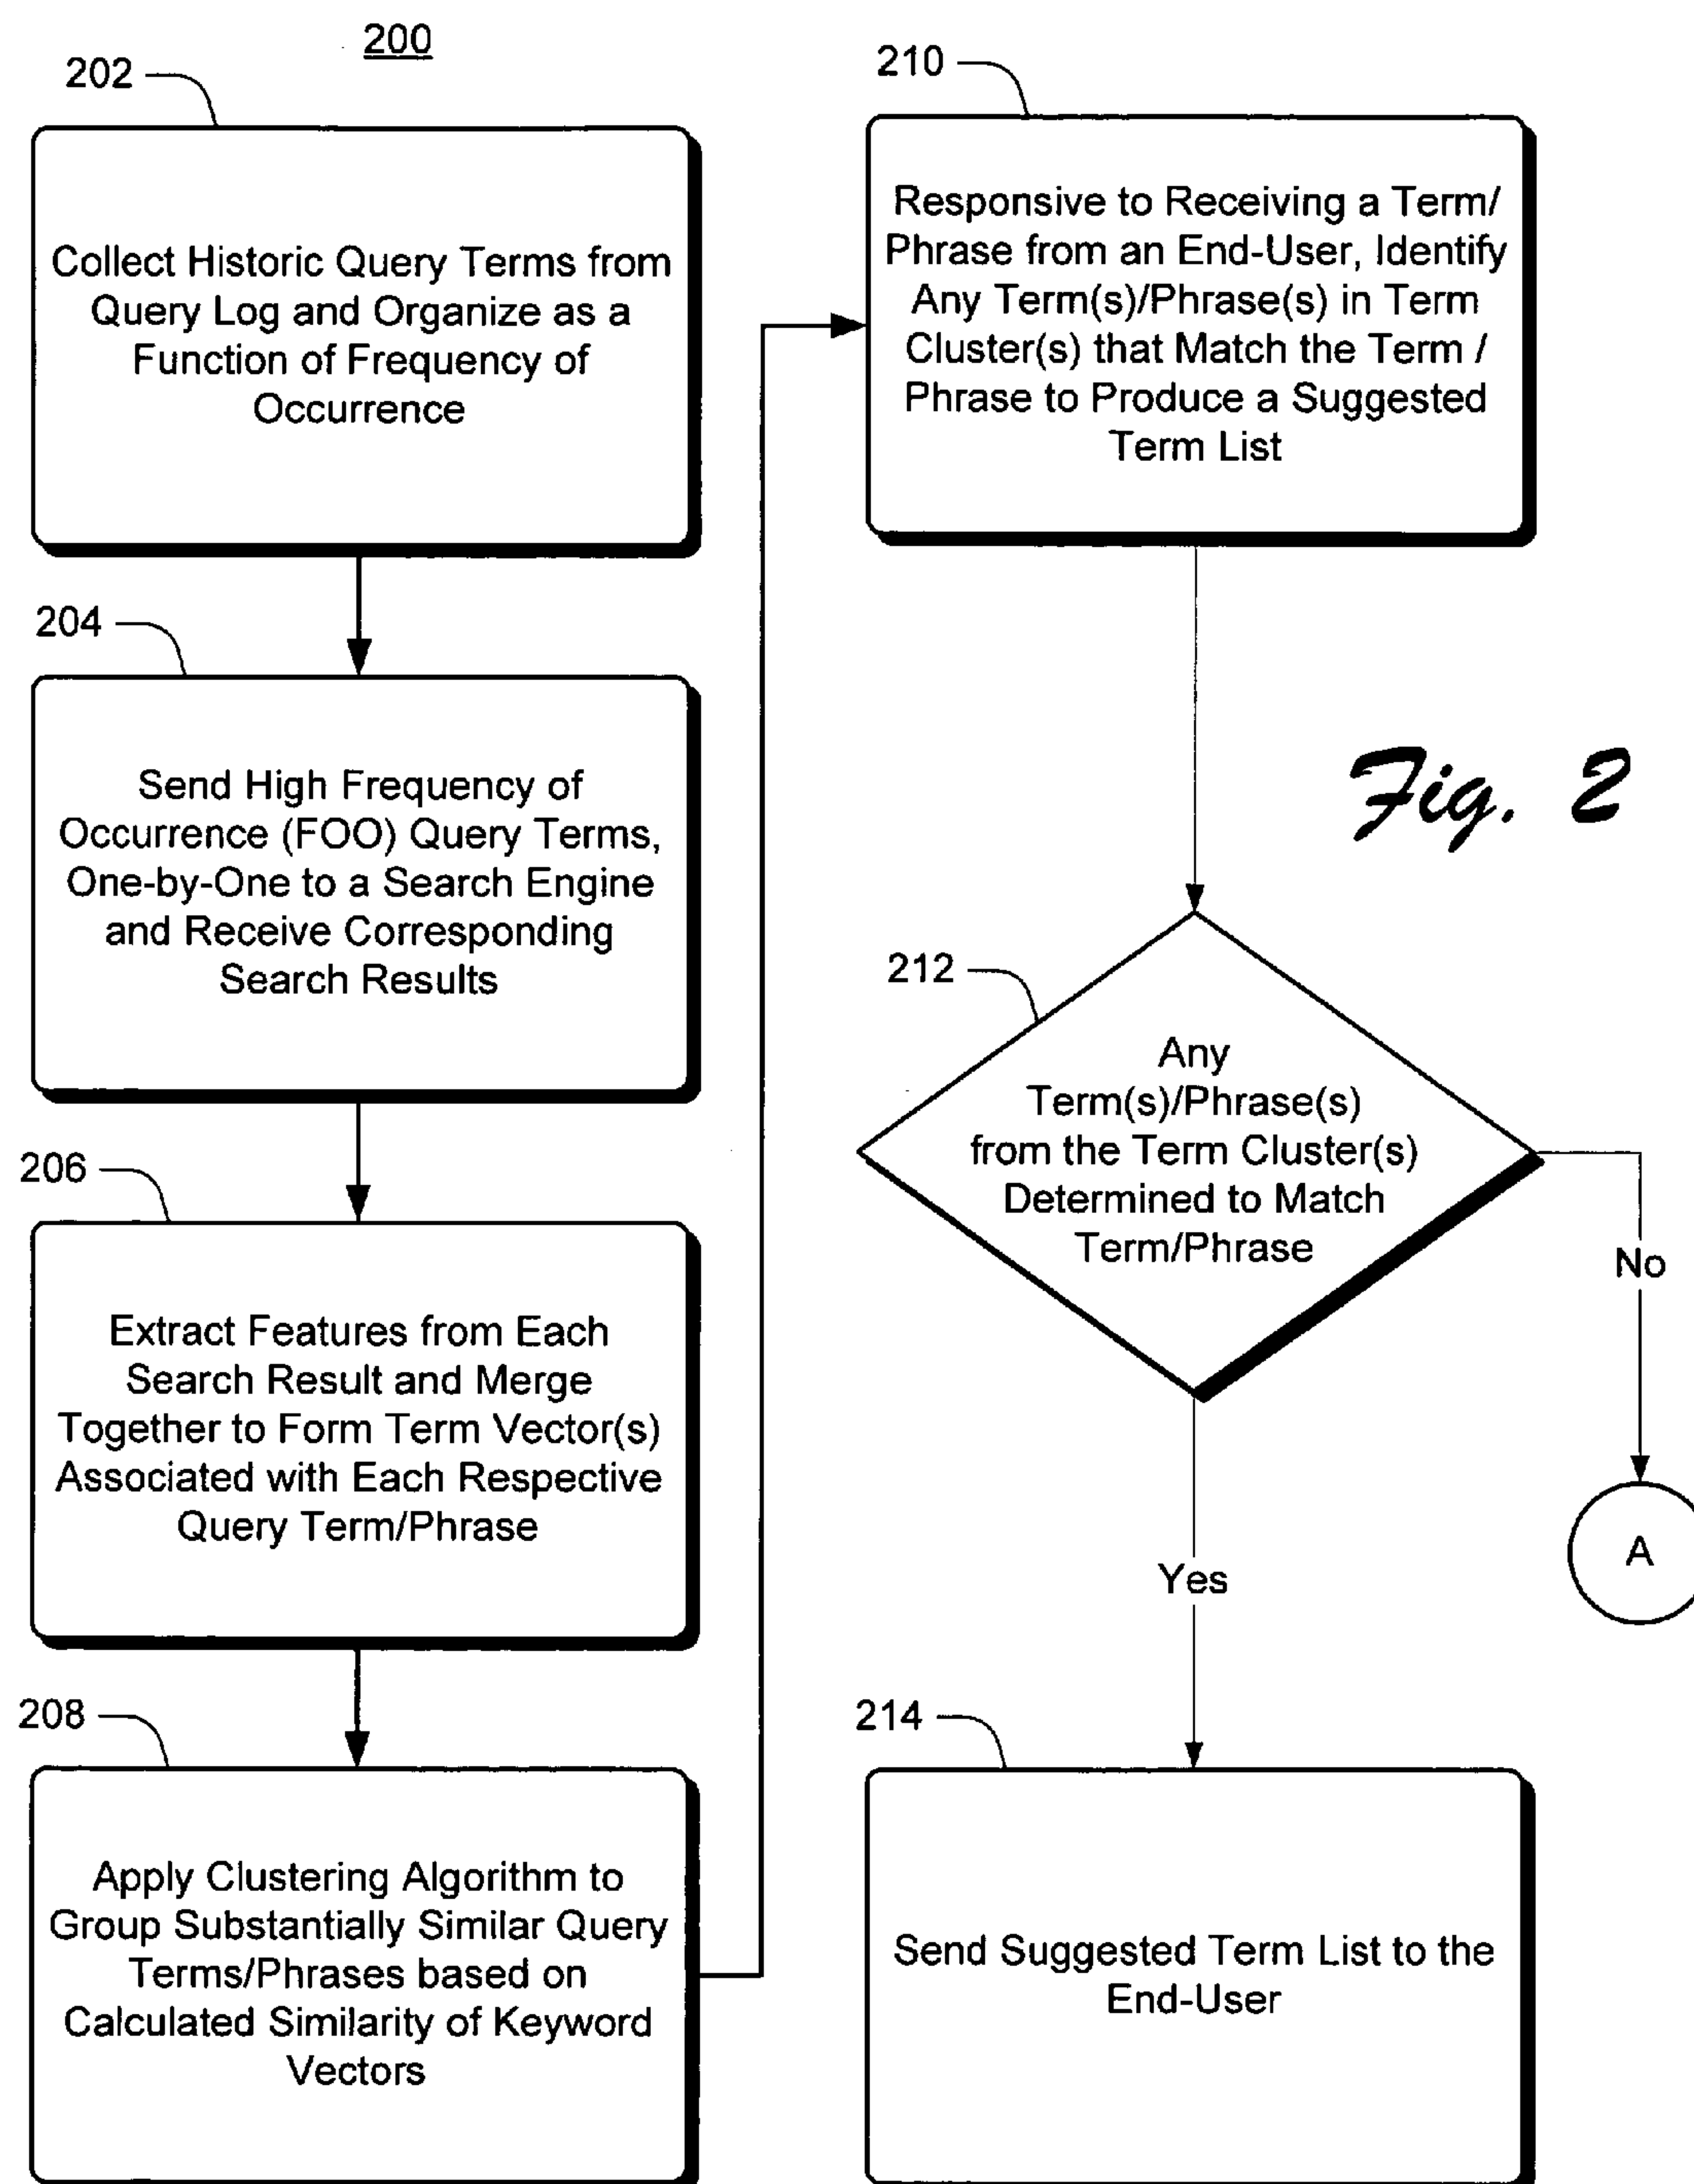 200
202
Collect Historic Query Terms from
Query Log and Organize as a
Function of Frequency of
Occurrence
204
Send High Frequency of
Occurrence (FOO) Query Terms,
One-by-One to a Search Engine
and Receive Corresponding
Search Results
206
Extract Features from Each
Search Result and Merge
Together to Form Term Vector(s)
Associated with Each Respective
Query Term/Phrase
208
Apply Clustering Algorithm to
Group Substantially Similar Query
Terms/Phrases based on
Calculated Similarity of Keyword
Vectors
210
Responsive to Receiving a Term/
Phrase from an End-User, Identify
Any Term(s)/Phrase(s) in Term
Cluster(s) that Match the Term /
Phrase to Produce a Suggested
Term List
Fig. 2
212
Any
Term(s)/Phrase(s)
from the Term Cluster(s)
Determined to Match
Term/Phrase
No
A
Yes
214
Send Suggested Term List to the
End-User